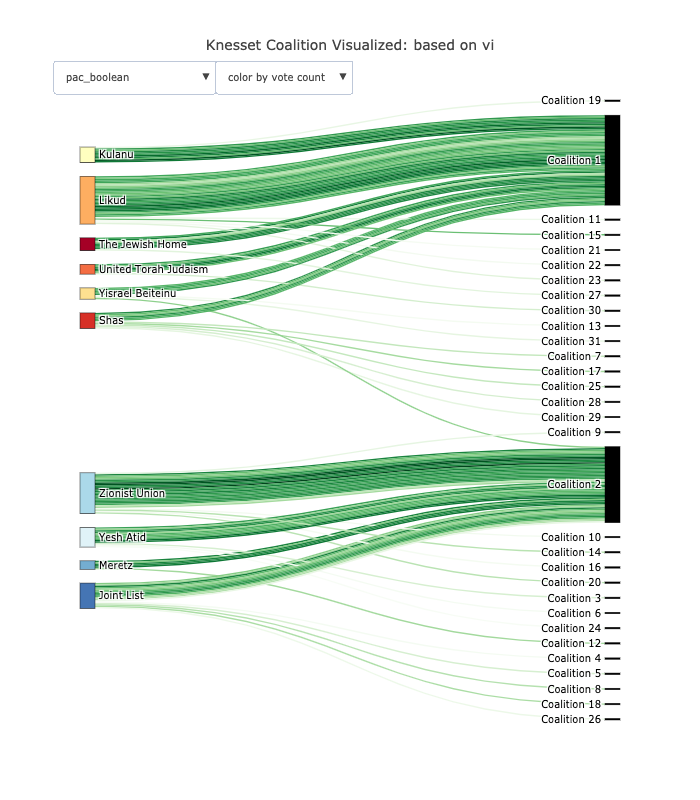 Knesset Coalition Visualized: based on vi
pac_boolean ▼
color by vote count ▼
Kulanu
Likud
The Jewish Home
United Torah Judaism
Yisrael Beiteinu
Shas
Zionist Union
Yesh Atid
Meretz
Joint List
Coalition 19
Coalition 1
Coalition 11
Coalition 15
Coalition 21
Coalition 22
Coalition 23
Coalition 27
Coalition 30
Coalition 13
Coalition 31
Coalition 7
Coalition 17
Coalition 25
Coalition 28
Coalition 29
Coalition 9
Coalition 2
Coalition 10
Coalition 14
Coalition 16
Coalition 20
Coalition 3
Coalition 6
Coalition 24
Coalition 12
Coalition 4
Coalition 5
Coalition 8
Coalition 18
Coalition 26